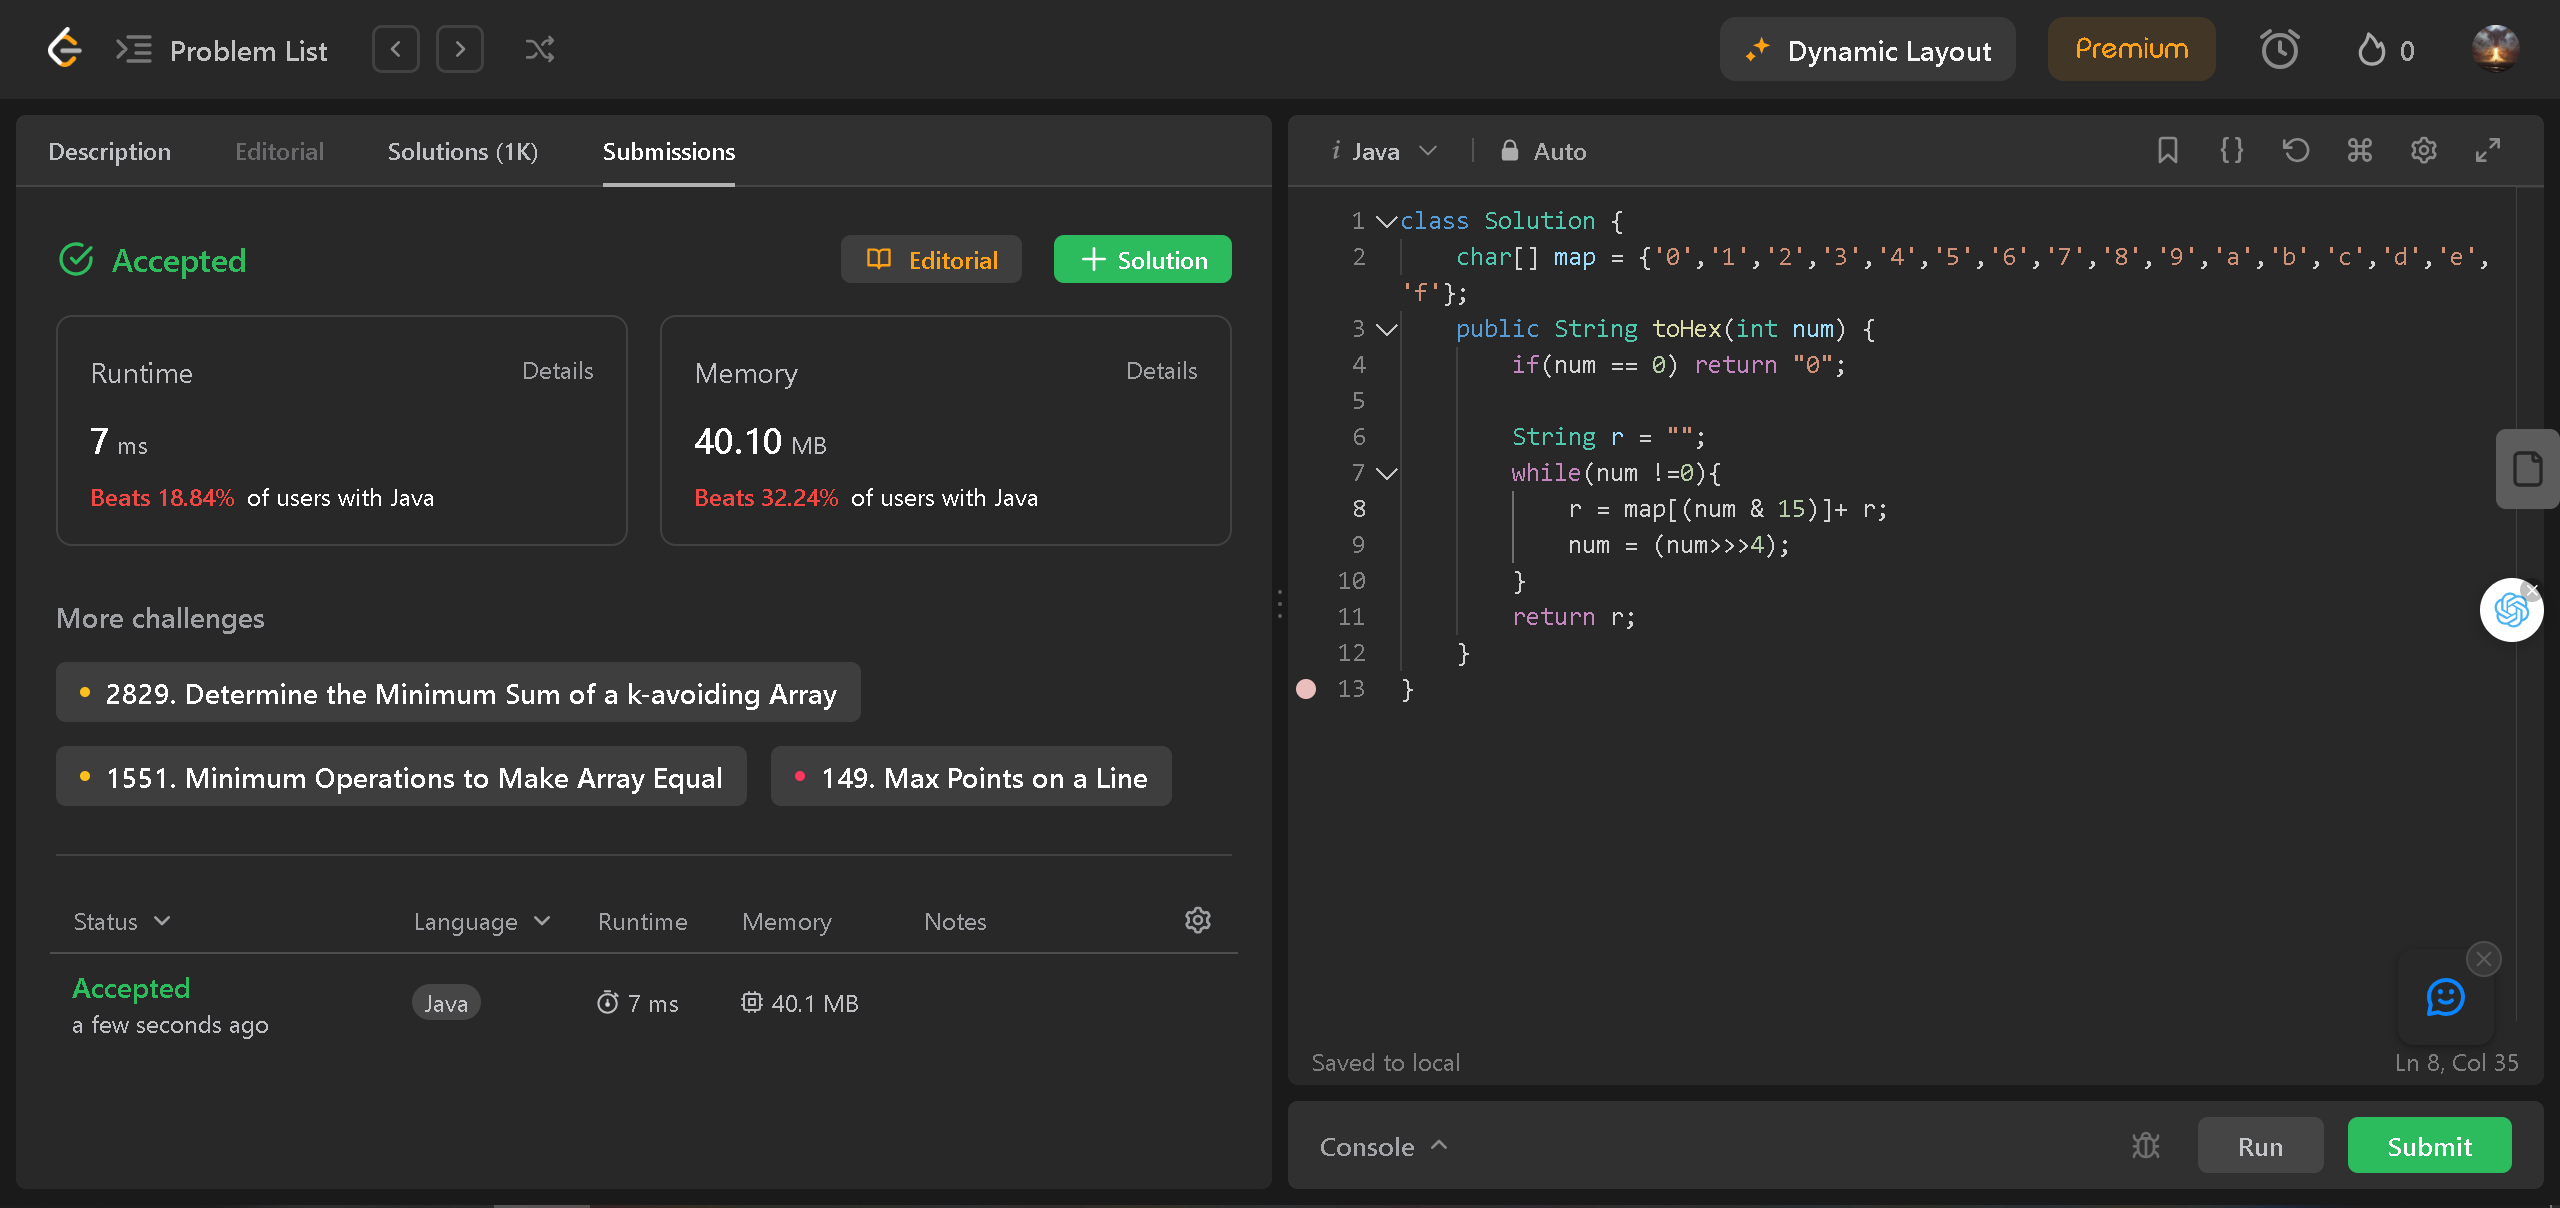 Problem List
Dynamic Layout
Premium
0
Description Editorial Solutions (1K) Submissions
Accepted
Editorial
+ Solution
Runtime Details
7 ms
Beats 18.84% of users with Java
Memory Details
40.10 MB
Beats 32.24% of users with Java
More challenges
2829. Determine the Minimum Sum of a k-avoiding Array
1551. Minimum Operations to Make Array Equal
149. Max Points on a Line
Status Language Runtime Memory Notes
Accepted
a few seconds ago
Java 7 ms 40.1 MB
i Java Auto
1 class Solution {
2 char[] map = {'0','1','2','3','4','5','6','7','8','9','a','b','c','d','e',
'f'};
3 public String toHex(int num) {
4 if(num == 0) return "0";
5
6 String r = "";
7 while(num !=0){
8 r = map[(num & 15)]+ r;
9 num = (num>>>4);
10 }
11 return r;
12 }
13 }
Saved to local
Ln 8, Col 35
Console
Run
Submit